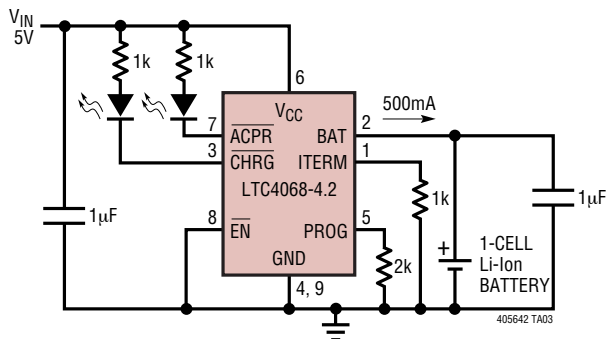 VIN
5V
1k
1k
6
VCC
500mA
7
ACPR
BAT
2
3
CHRG
ITERM
1
LTC4068-4.2
1k
1µF
1µF
8
EN
PROG
5
GND
2k
+
1-CELL
Li-Ion
BATTERY
4, 9
405642 TA03